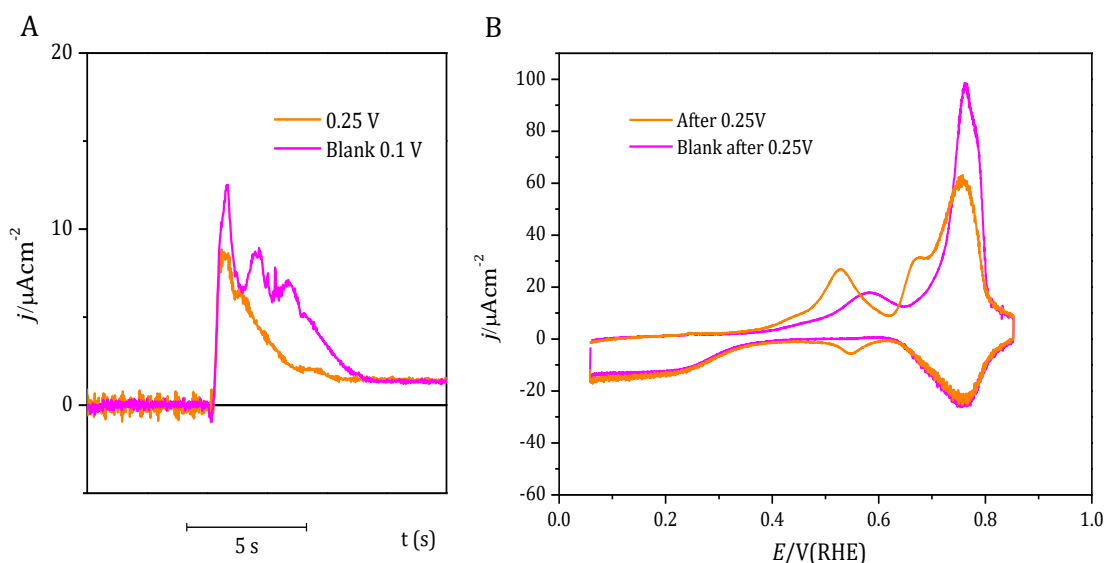 A
20
10
0
j/μAcm⁻²
0.25 V
Blank 0.1 V
5 s
t (s)
B
100
80
60
40
20
0
-20
-40
-60
j/μAcm⁻²
After 0.25V
Blank after 0.25V
0.0
0.2
0.4
0.6
0.8
1.0
E/V(RHE)